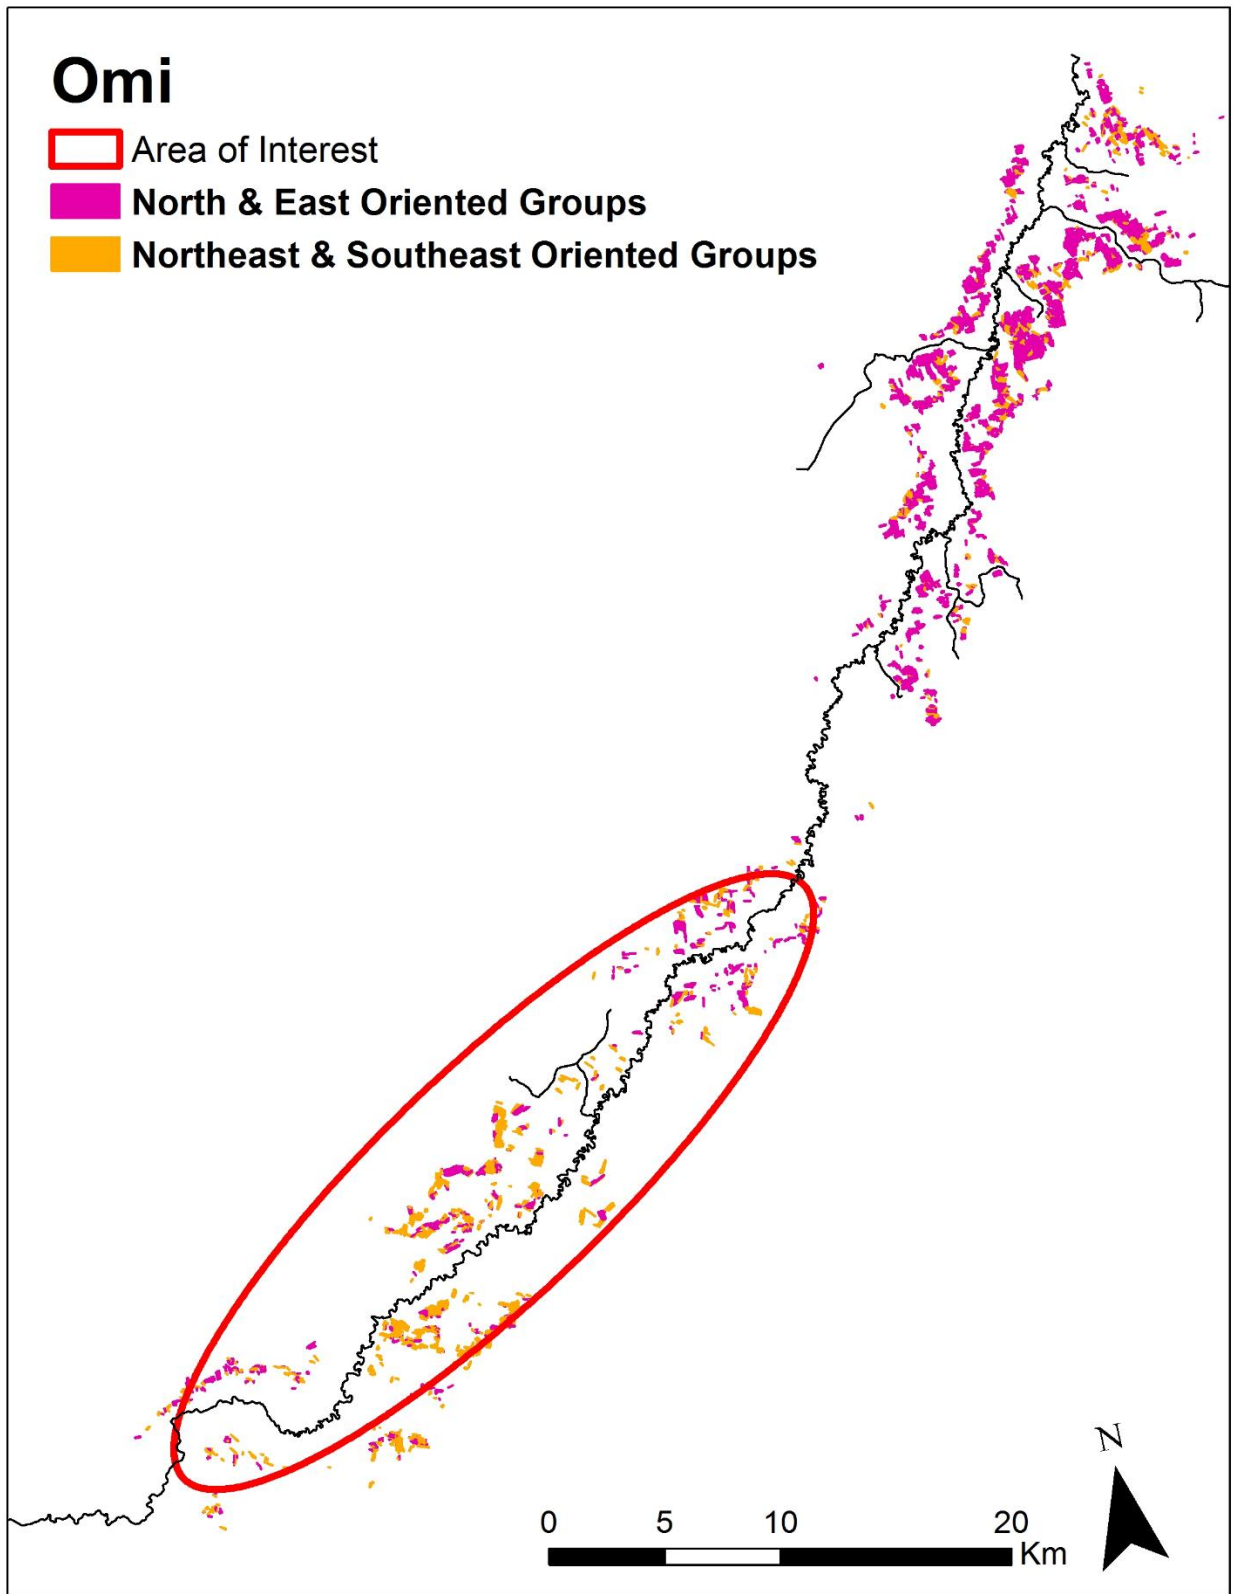 Omi
Area of Interest
North & East Oriented Groups
Northeast & Southeast Oriented Groups
N
0 5 10 20
Km